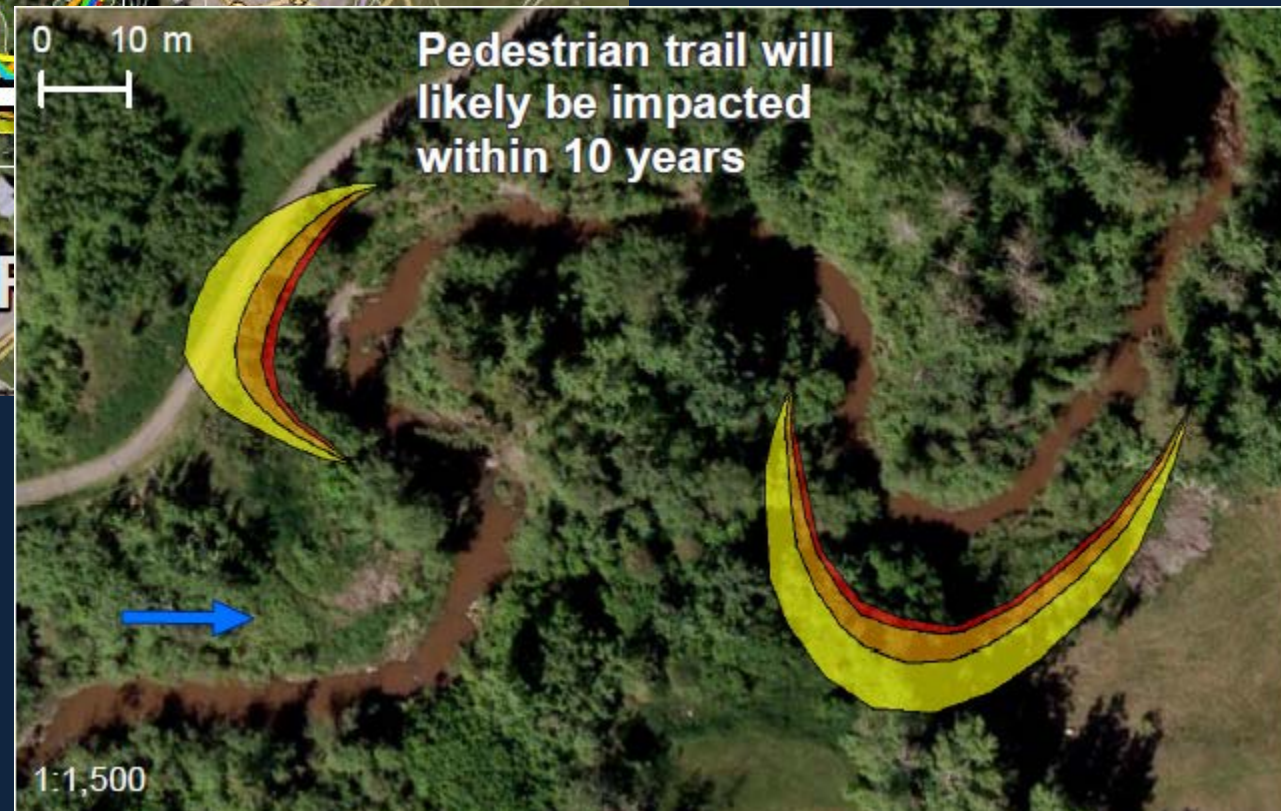 0 10 m
Pedestrian trail will
likely be impacted
within 10 years
1:1,500